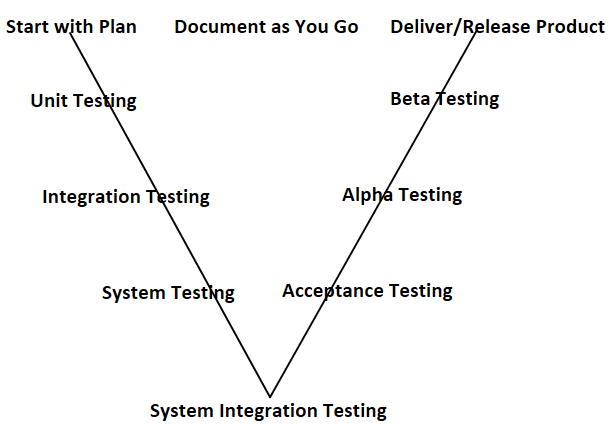 Start with Plan
Document as You Go
Deliver/Release Product
Unit Testing
Beta Testing
Integration Testing
Alpha Testing
System Testing
Acceptance Testing
System Integration Testing